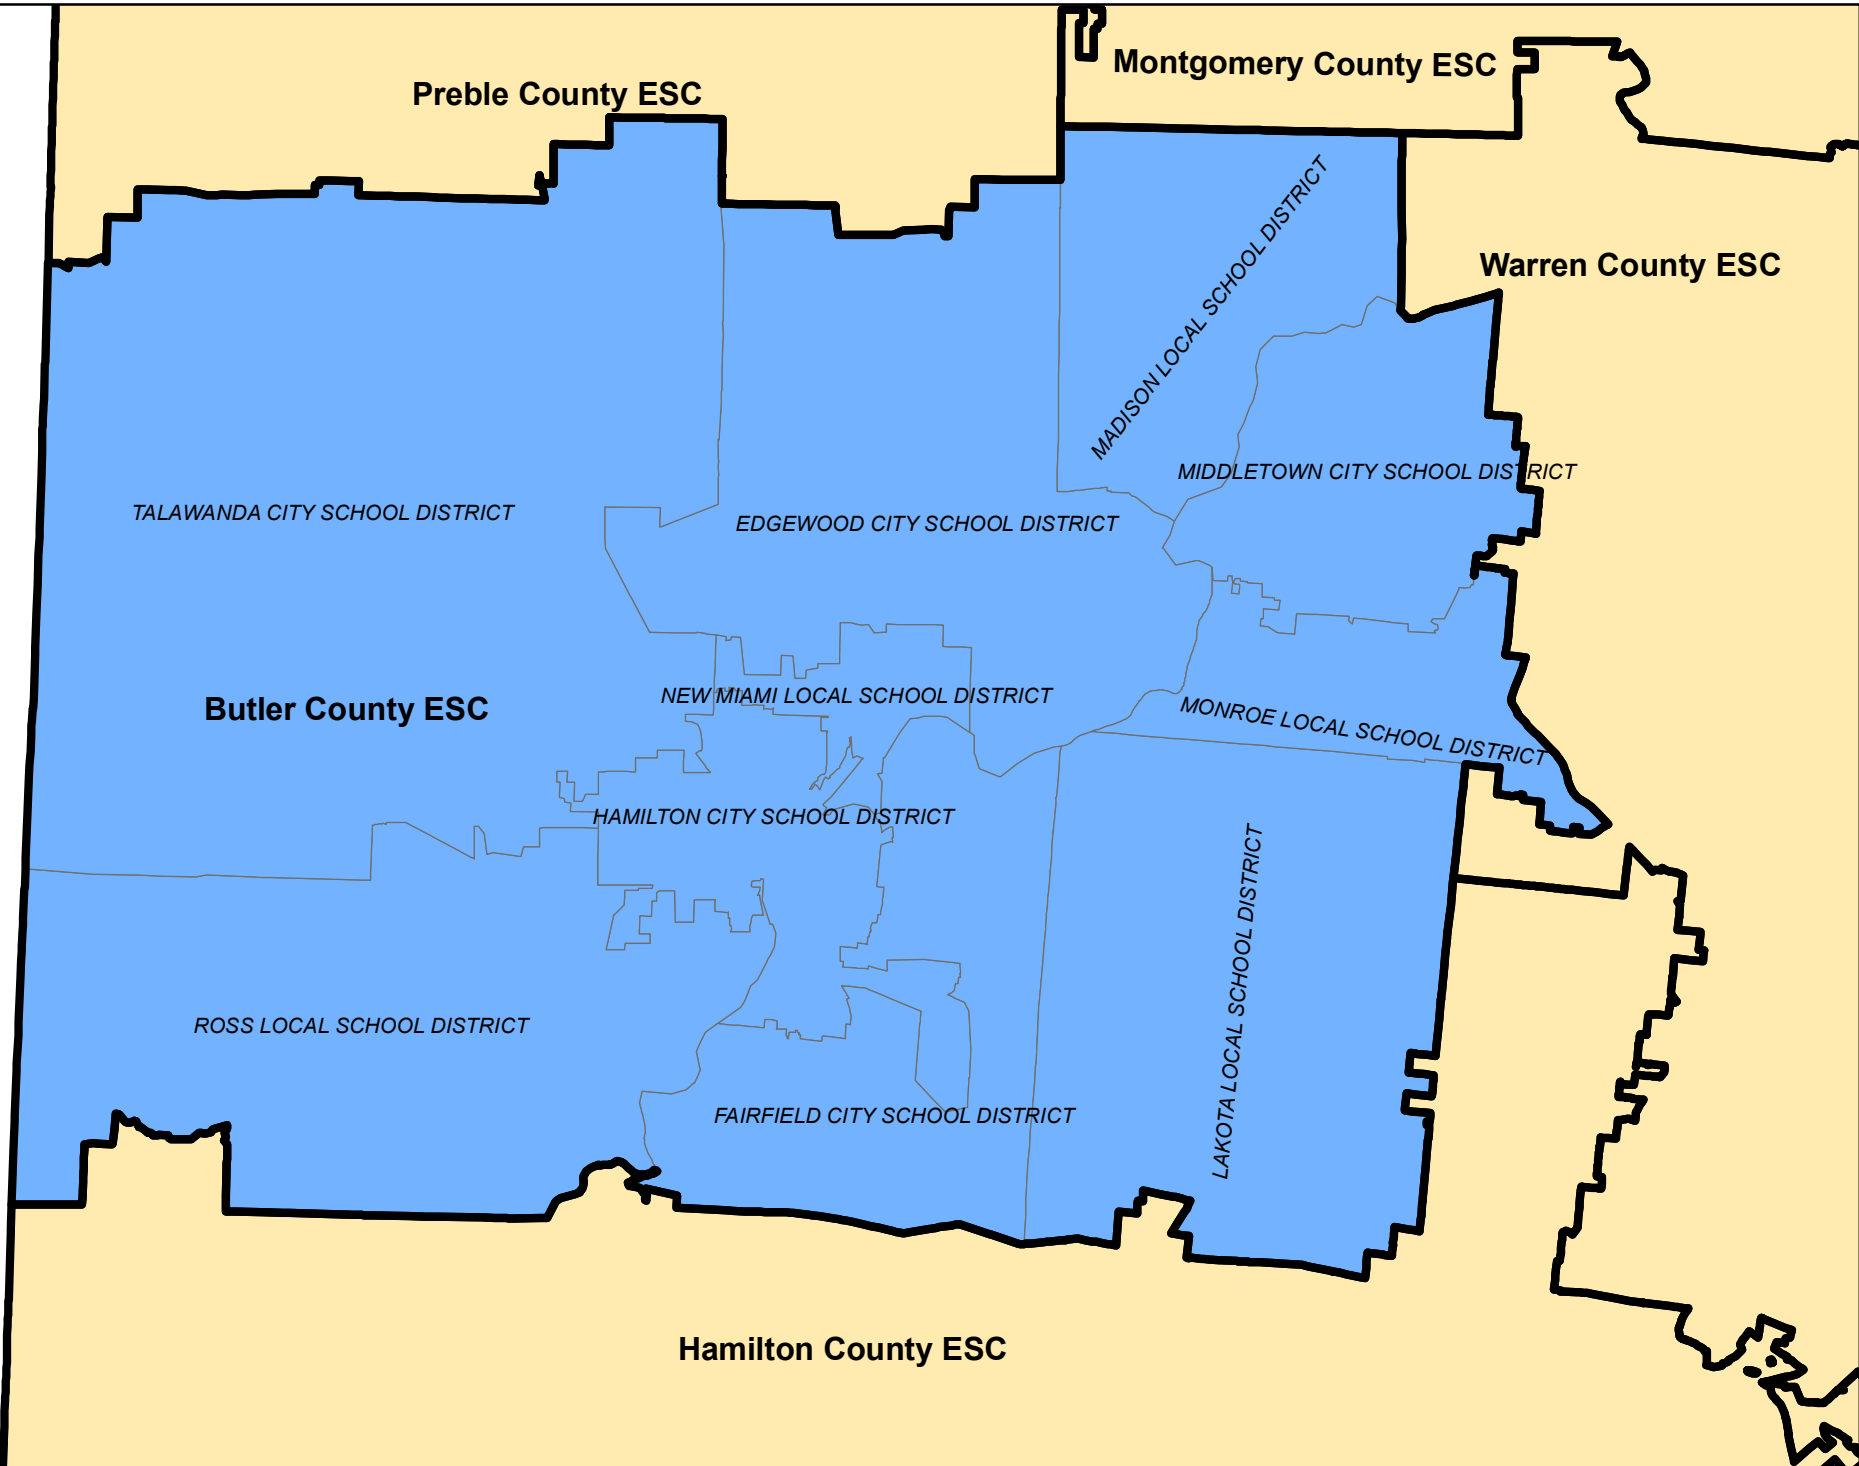 Montgomery County ESC
Preble County ESC
MADISON LOCAL SCHOOL DISTRICT
Warren County ESC
MIDDLETOWN CITY SCHOOL DISTRICT
TALAWANDA CITY SCHOOL DISTRICT
EDGEWOOD CITY SCHOOL DISTRICT
NEW MIAMI LOCAL SCHOOL DISTRICT
Butler County ESC
MONROE LOCAL SCHOOL DISTRICT
HAMILTON CITY SCHOOL DISTRICT
LAKOTA LOCAL SCHOOL DISTRICT
ROSS LOCAL SCHOOL DISTRICT
FAIRFIELD CITY SCHOOL DISTRICT
Hamilton County ESC